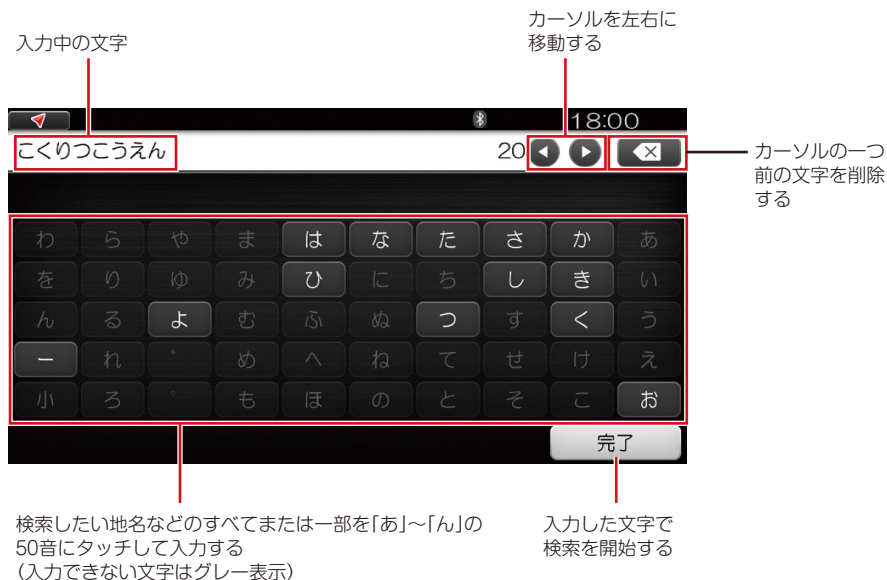 入力中の文字
カーソルを左右に
移動する
18:00
こくりつこうえん 20
カーソルの一つ
前の文字を削除
する
わ ら や ま は な た さ か あ
を り ゆ み ひ に ち し き い
ん る よ む ふ ぬ つ す く う
ー れ ゛ め へ ね て せ け え
小 ろ ゜ も ほ の と そ こ お
完了
検索したい地名などのすべてまたは一部を「あ」～「ん」の
50音にタッチして入力する
（入力できない文字はグレー表示）
入力した文字で
検索を開始する